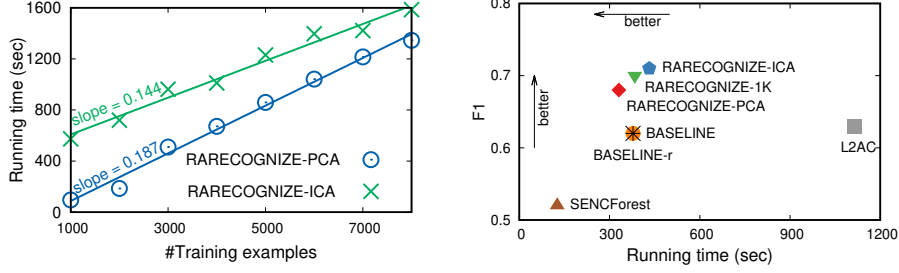 1600
1200
800
400
0
Running time (sec)
slope = 0.144
slope = 0.187
RARECOGNIZE-PCA
RARECOGNIZE-ICA
1000 3000 5000 7000
#Training examples
0.8
0.7
0.6
0.5
F1
better
better
RARECOGNIZE-ICA
RARECOGNIZE-1K
RARECOGNIZE-PCA
BASELINE
BASELINE-r
L2AC
SENCForest
0 300 600 900 1200
Running time (sec)